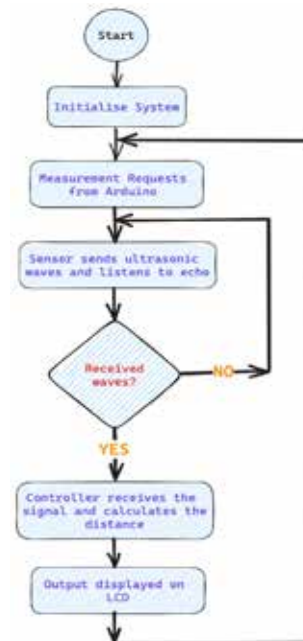 Start
Initialise System
Measurement Requests
from Arduino
Sensor sends ultrasonic
waves and listens to echo
Received
waves?
NO
YES
Controller receives the
signal and calculates the
distance
Output displayed on
LCD